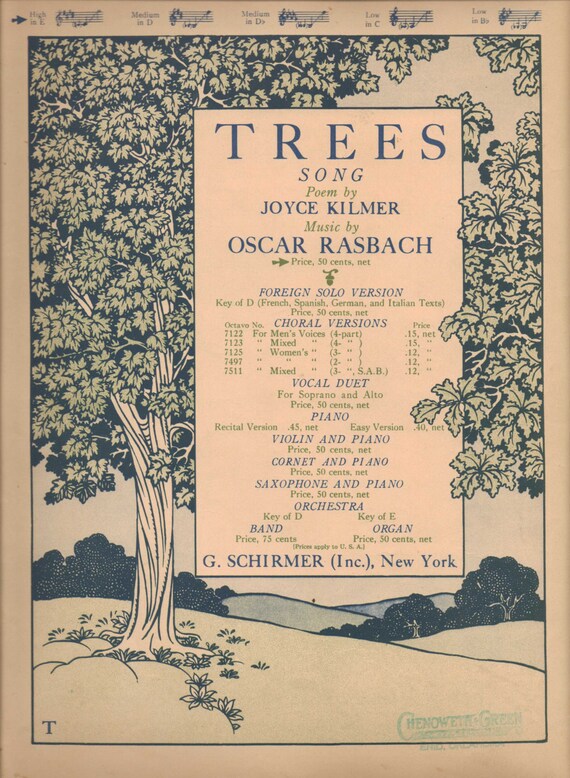 High in E
Medium in D
Medium in D♭
Low in C
Low in B♭
TREES
SONG
Poem by
JOYCE KILMER
Music by
OSCAR RASBACH
Price, 50 cents, net
FOREIGN SOLO VERSION
Key of D (French, Spanish, German, and Italian Texts)
Price, 50 cents, net
Octavo No. CHORAL VERSIONS Price
7122 For Men's Voices (4-part) .15, net
7123 " Mixed " (4- " ) .15, "
7125 " Women's " (3- " ) .12, "
7497 " " " (2- " ) .12, "
7511 " Mixed " (3- ", S.A.B.) .12, "
VOCAL DUET
For Soprano and Alto
Price, 50 cents, net
PIANO
Recital Version .45, net Easy Version .40, net
VIOLIN AND PIANO
Price, 50 cents, net
CORNET AND PIANO
Price, 50 cents, net
SAXOPHONE AND PIANO
Price, 50 cents, net
ORCHESTRA
Key of D Key of E
BAND ORGAN
Price, 75 cents Price, 50 cents, net
(Prices apply to U. S. A.)
G. SCHIRMER (Inc.), New York
T
CHENOWETH & GREEN
ENID, OKLAHOMA